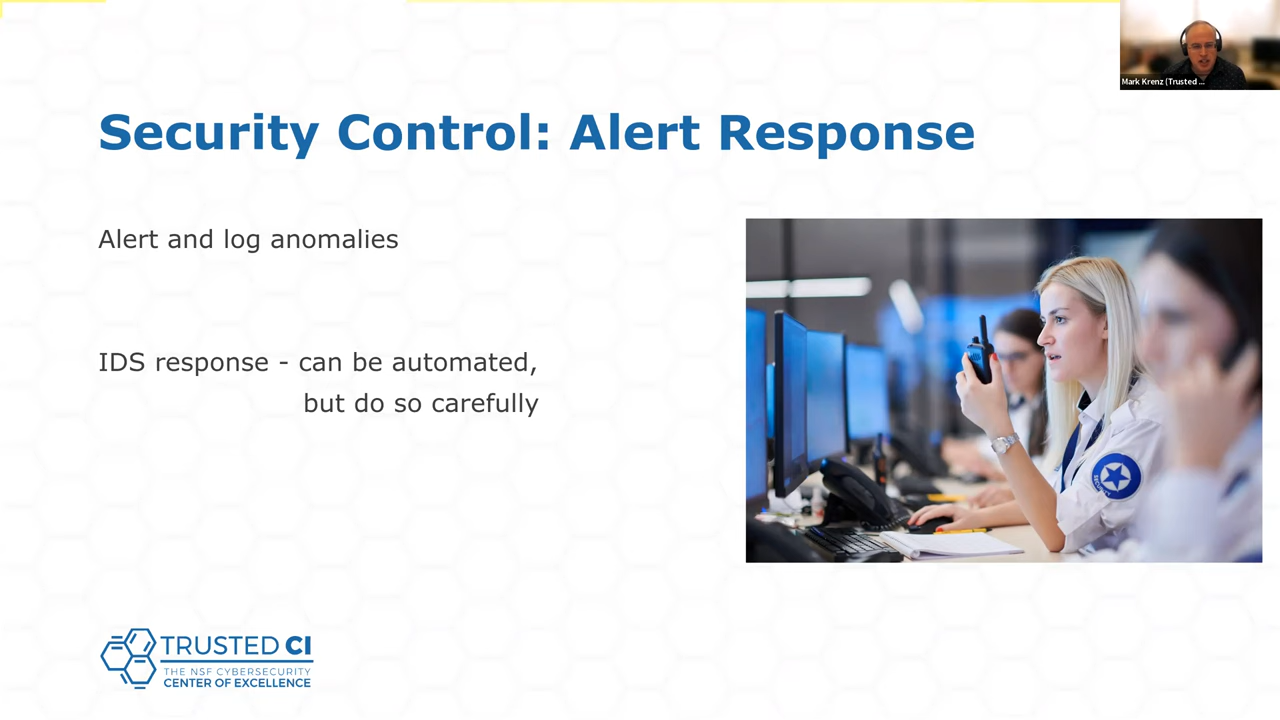 Mark Krenz (Trusted ...
Security Control: Alert Response
Alert and log anomalies
IDS response - can be automated,
but do so carefully
SECURITY
TRUSTED CI
THE NSF CYBERSECURITY
CENTER OF EXCELLENCE